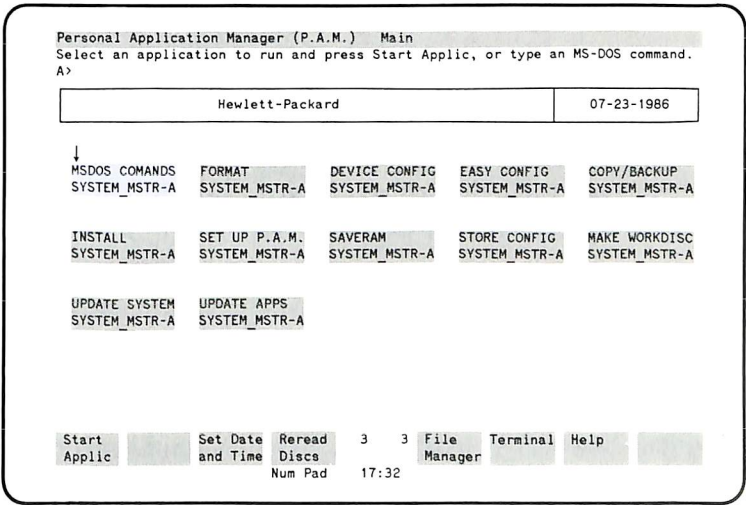 Personal Application Manager (P.A.M.) Main
Select an application to run and press Start Applic, or type an MS-DOS command.
A>
Hewlett-Packard 07-23-1986
MSDOS COMANDS FORMAT DEVICE CONFIG EASY CONFIG COPY/BACKUP
SYSTEM_MSTR-A SYSTEM_MSTR-A SYSTEM_MSTR-A SYSTEM_MSTR-A SYSTEM_MSTR-A
INSTALL SET UP P.A.M. SAVERAM STORE CONFIG MAKE WORKDISC
SYSTEM_MSTR-A SYSTEM_MSTR-A SYSTEM_MSTR-A SYSTEM_MSTR-A SYSTEM_MSTR-A
UPDATE SYSTEM UPDATE APPS
SYSTEM_MSTR-A SYSTEM_MSTR-A
Start Set Date Reread 3 3 File Terminal Help
Applic and Time Discs Manager
Num Pad 17:32